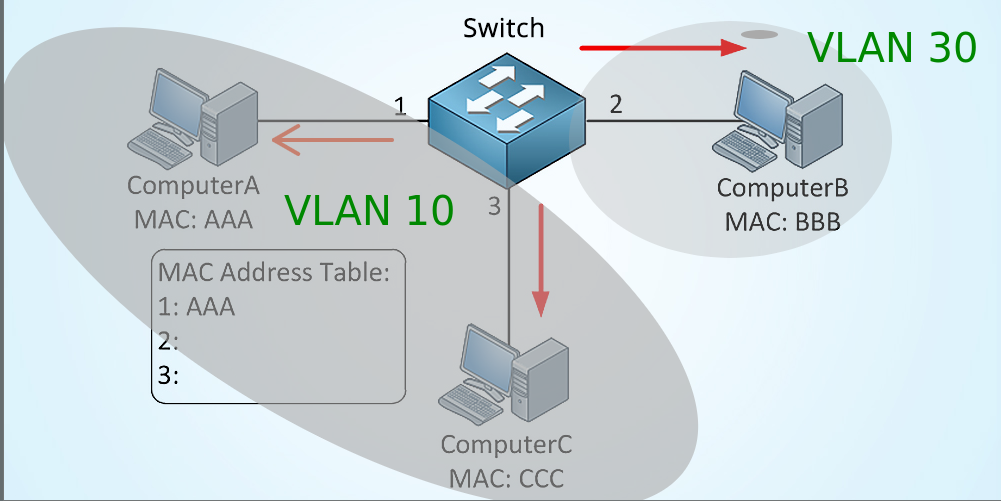 Switch
VLAN 30
1
2
ComputerA
MAC: AAA
VLAN 10
3
ComputerB
MAC: BBB
MAC Address Table:
1: AAA
2:
3:
ComputerC
MAC: CCC